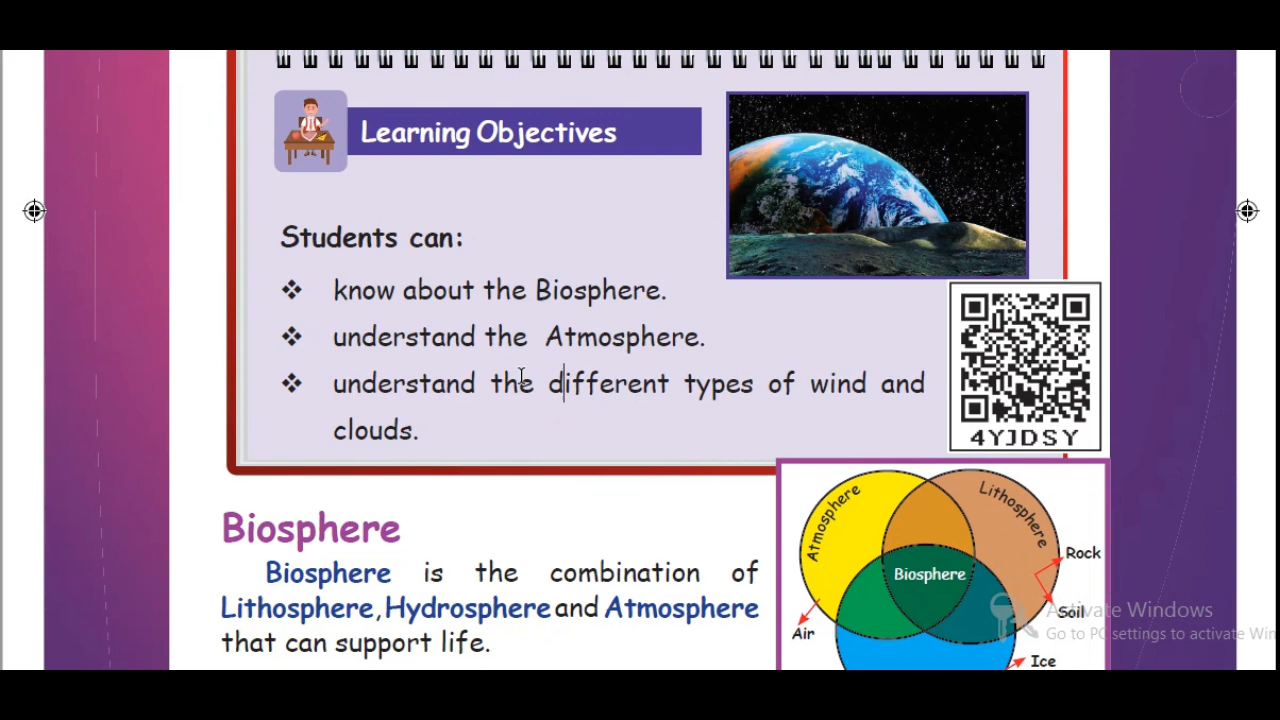 Learning Objectives
Students can:
❖ know about the Biosphere.
❖ understand the Atmosphere.
❖ understand the different types of wind and
clouds.
4YJDSY
Biosphere
Biosphere is the combination of
Lithosphere, Hydrosphere and Atmosphere
that can support life.
Atmosphere
Lithosphere
Biosphere
Rock
Soil
Air
Ice
Activate Windows
Go to PC settings to activate Win